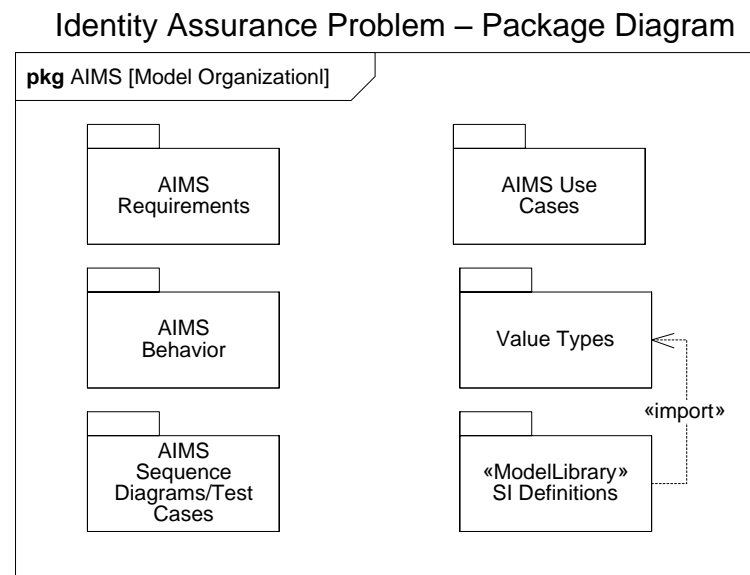 Identity Assurance Problem – Package Diagram
pkg AIMS [Model Organizationl]
AIMS
Requirements
AIMS Use
Cases
AIMS
Behavior
Value Types
«import»
AIMS
Sequence
Diagrams/Test
Cases
«ModelLibrary»
SI Definitions